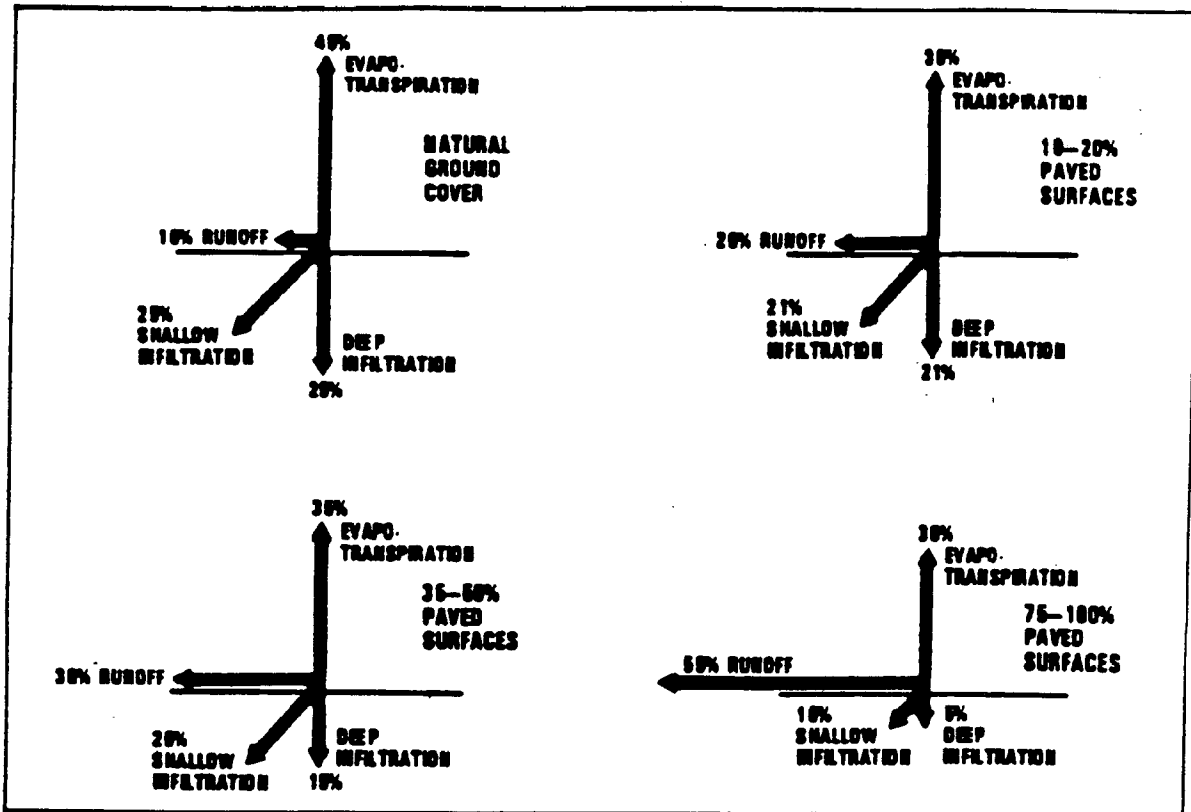 40%
EVAPO-
TRANSPIRATION
NATURAL
GROUND
COVER
10% RUNOFF
25%
SHALLOW
INFILTRATION
DEEP
INFILTRATION
25%
38%
EVAPO-
TRANSPIRATION
10–20%
PAVED
SURFACES
20% RUNOFF
21%
SHALLOW
INFILTRATION
DEEP
INFILTRATION
21%
35%
EVAPO-
TRANSPIRATION
35–50%
PAVED
SURFACES
30% RUNOFF
20%
SHALLOW
INFILTRATION
DEEP
INFILTRATION
15%
30%
EVAPO-
TRANSPIRATION
75–100%
PAVED
SURFACES
55% RUNOFF
10%
SHALLOW
INFILTRATION
5%
DEEP
INFILTRATION